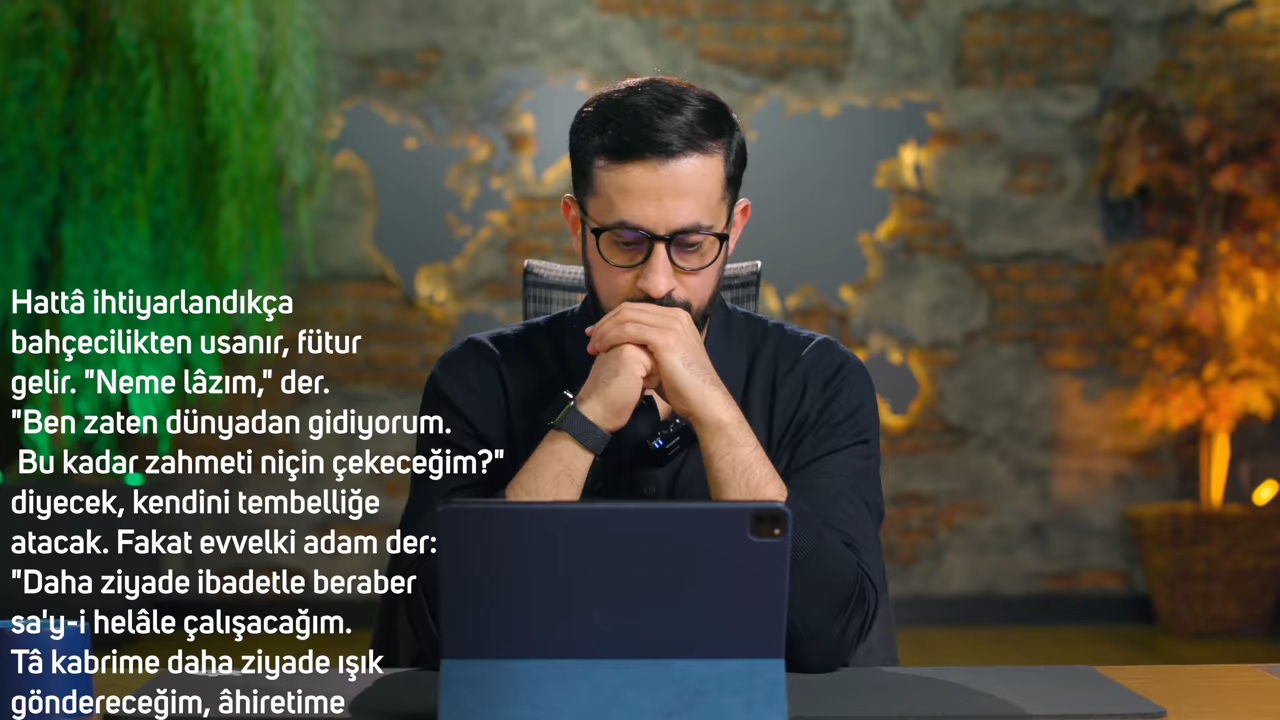 Hattâ ihtiyarlandıkça
bahçecilikten usanır, fütur
gelir. "Neme lâzım," der.
"Ben zaten dünyadan gidiyorum.
Bu kadar zahmeti niçin çekeceğim?"
diyecek, kendini tembelliğe
atacak. Fakat evvelki adam der:
"Daha ziyade ibadetle beraber
sa'y-i helâle çalışacağım.
Tâ kabrime daha ziyade ışık
göndereceğim, âhiretime